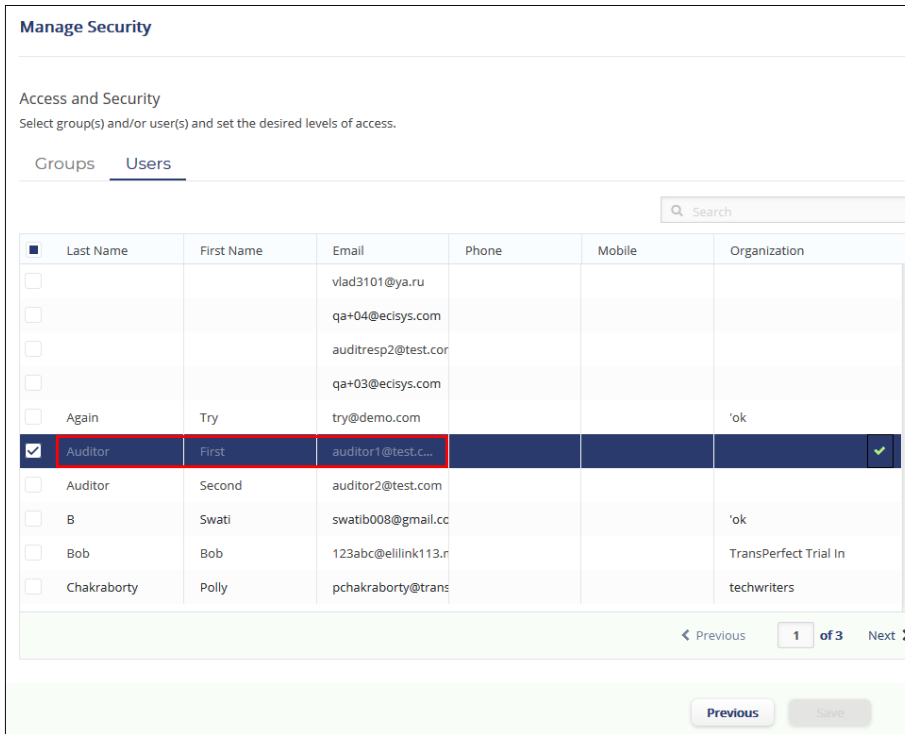 Manage Security
Access and Security
Select group(s) and/or user(s) and set the desired levels of access.
Groups Users
Search
Last Name First Name Email Phone Mobile Organization
vlad3101@ya.ru
qa+04@ecisys.com
auditresp2@test.cor
qa+03@ecisys.com
Again Try try@demo.com 'ok
Auditor First auditor1@test.c...
Auditor Second auditor2@test.com
B Swati swatib008@gmail.co 'ok
Bob Bob 123abc@elilink113.n TransPerfect Trial In
Chakraborty Polly pchakraborty@trans techwriters
Previous 1 of 3 Next
Previous Save